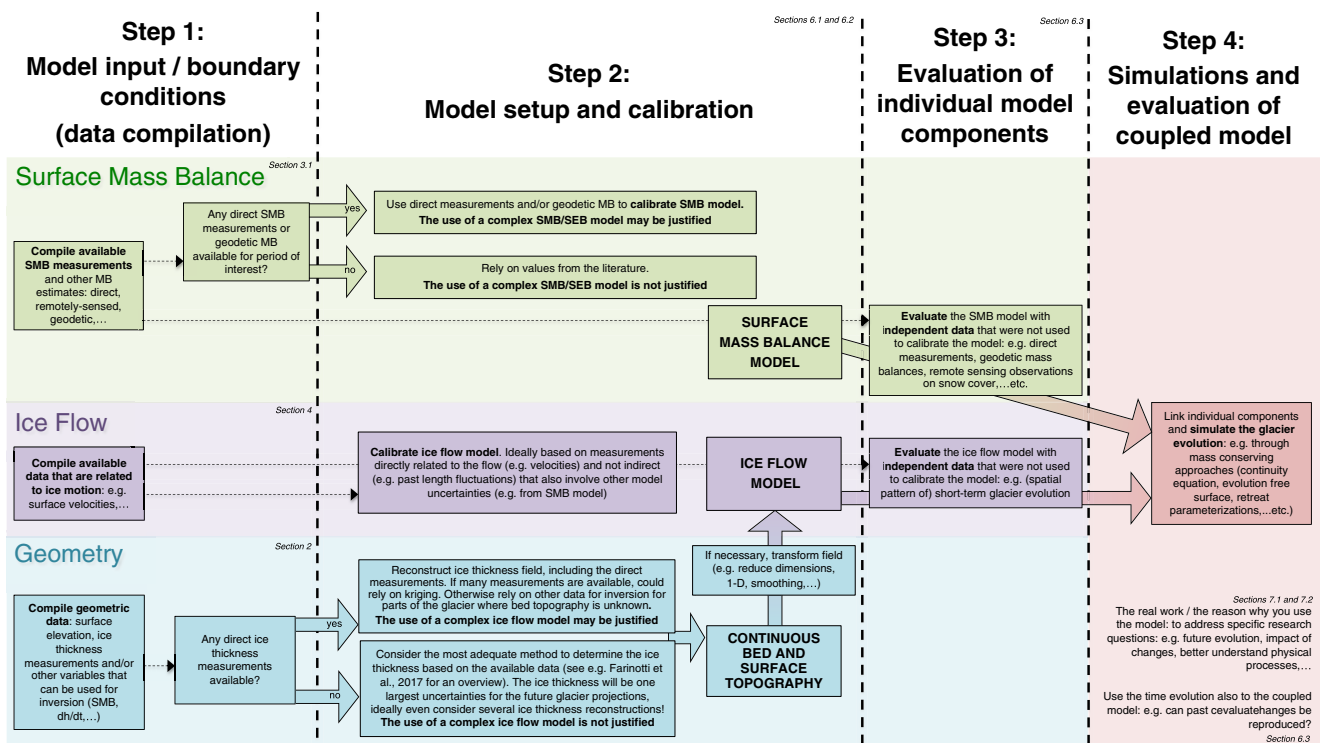 Step 1:
Model input / boundary
conditions
(data compilation)
Section 3.1
Sections 6.1 and 6.2
Step 2:
Model setup and calibration
Section 6.3
Step 3:
Evaluation of
individual model
components
Step 4:
Simulations and
evaluation of
coupled model
Surface Mass Balance
Compile available
SMB measurements
and other MB
estimates: direct,
remotely-sensed,
geodetic,…
Any direct SMB
measurements or
geodetic MB
available for period of
interest?
yes
no
Use direct measurements and/or geodetic MB to calibrate SMB model.
The use of a complex SMB/SEB model may be justified
Rely on values from the literature.
The use of a complex SMB/SEB model is not justified
SURFACE
MASS BALANCE
MODEL
Evaluate the SMB model with
independent data that were not used
to calibrate the model: e.g. direct
measurements, geodetic mass
balances, remote sensing observations
on snow cover,…etc.
Ice Flow
Section 4
Compile available
data that are related
to ice motion: e.g.
surface velocities,…
Calibrate ice flow model. Ideally based on measurements
directly related to the flow (e.g. velocities) and not indirect
(e.g. past length fluctuations) that also involve other model
uncertainties (e.g. from SMB model)
ICE FLOW
MODEL
Evaluate the ice flow model with
independent data that were not used
to calibrate the model: e.g. (spatial
pattern of) short-term glacier evolution
Link individual components
and simulate the glacier
evolution: e.g. through
mass conserving
approaches (continuity
equation, evolution free
surface, retreat
parameterizations,...etc.)
Geometry
Section 2
Compile geometric
data: surface
elevation, ice
thickness
measurements and/or
other variables that
can be used for
inversion (SMB,
dh/dt,…)
Any direct ice
thickness
measurements
available?
yes
no
Reconstruct ice thickness field, including the direct
measurements. If many measurements are available, could
rely on kriging. Otherwise rely on other data for inversion for
parts of the glacier where bed topography is unknown.
The use of a complex ice flow model may be justified
Consider the most adequate method to determine the ice
thickness based on the available data (see e.g. Farinotti et
al., 2017 for an overview). The ice thickness will be one
largest uncertainties for the future glacier projections,
ideally even consider several ice thickness reconstructions!
The use of a complex ice flow model is not justified
If necessary, transform field
(e.g. reduce dimensions,
1-D, smoothing,…)
CONTINUOUS
BED AND
SURFACE
TOPOGRAPHY
Sections 7.1 and 7.2
The real work / the reason why you use
the model: to address specific research
questions: e.g. future evolution, impact of
changes, better understand physical
processes,…
Use the time evolution also to the coupled
model: e.g. can past cevaluatehanges be
reproduced?
Section 6.3